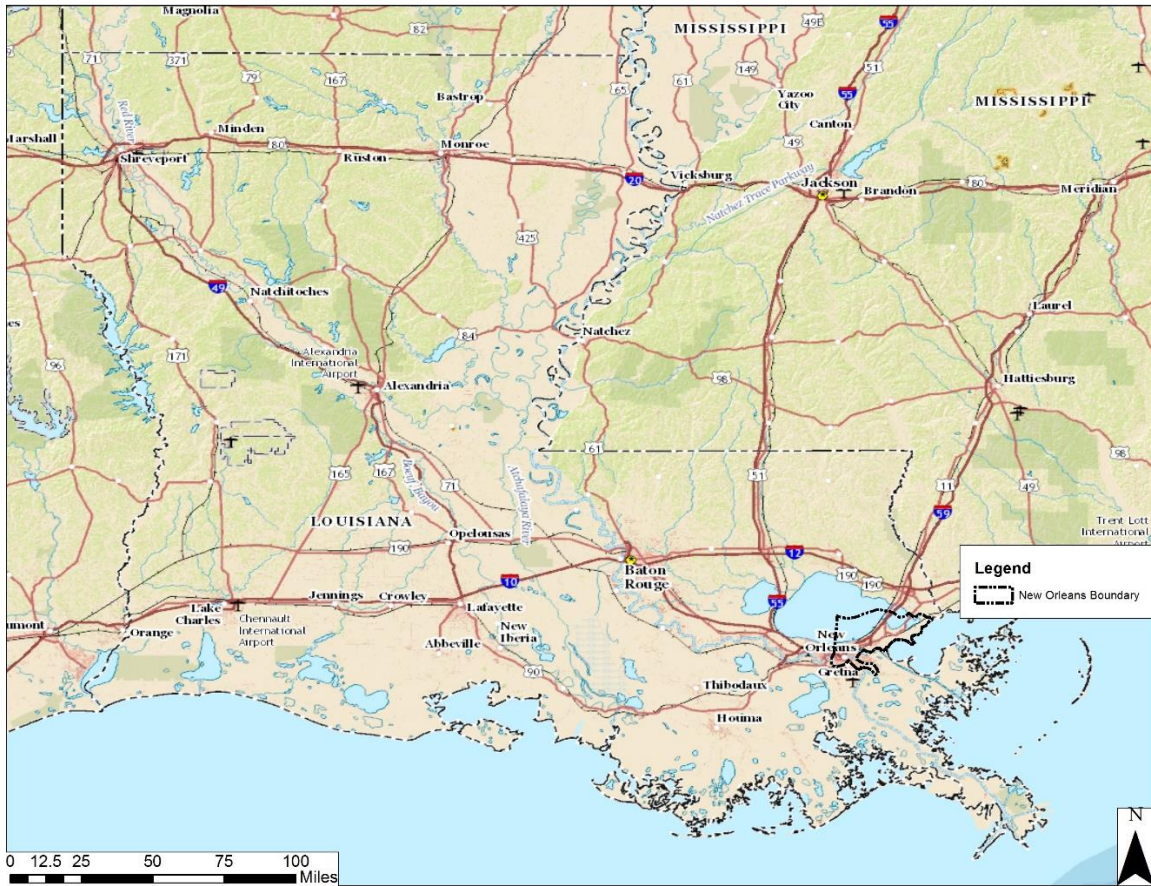 Magnolia
82
MISSISSIPPI
49E
55
71
371
79
167
65
61
149
51
Yazoo
City
55
MISSISSIPPI
Bastrop
Red River
Canton
Marshall
Minden
Monroe
49
80
Shreveport
Ruston
20
Vicksburg
Natchez Trace Parkway
Jackson
Brandon
80
Meridian
425
49
Natchitoches
Laurel
84
Natchez
Alexandria
International
Airport
96
171
98
Hattiesburg
Alexandria
61
98
165
167
71
Boeuf Bayou
Atchafalaya River
51
11
49
59
LOUISIANA
Opelousas
190
Trent Lott
International
Airport
12
Baton
Rouge
190
190
10
Jennings
Crowley
Lake
Charles
Lafayette
55
Orange
Chennault
International
Airport
New
Iberia
Abbeville
New
Orleans
Gretna
90
Thibodaux
Houma
Legend
New Orleans Boundary
N
0 12.5 25 50 75 100
Miles